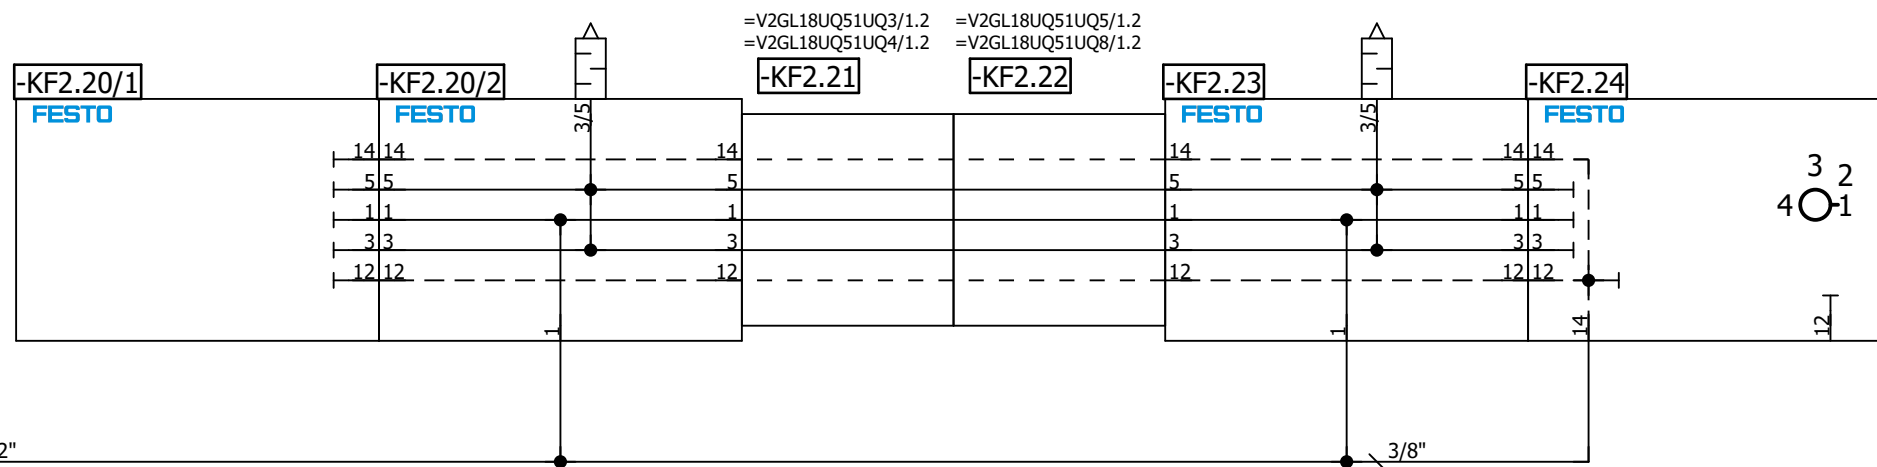 =V2GL18UQ51UQ3/1.2 =V2GL18UQ51UQ5/1.2
=V2GL18UQ51UQ4/1.2 =V2GL18UQ51UQ8/1.2
-KF2.20/1 -KF2.20/2 -KF2.21 -KF2.22 -KF2.23 -KF2.24
FESTO FESTO FESTO FESTO
3/5 3/5
14 14 14 14 14 14
5 5 5 5 5 5
1 1 1 1 1 1
3 3 3 3 3 3
12 12 12 12 12 12
3 2
4 1
1 1 14 12
2" 3/8"